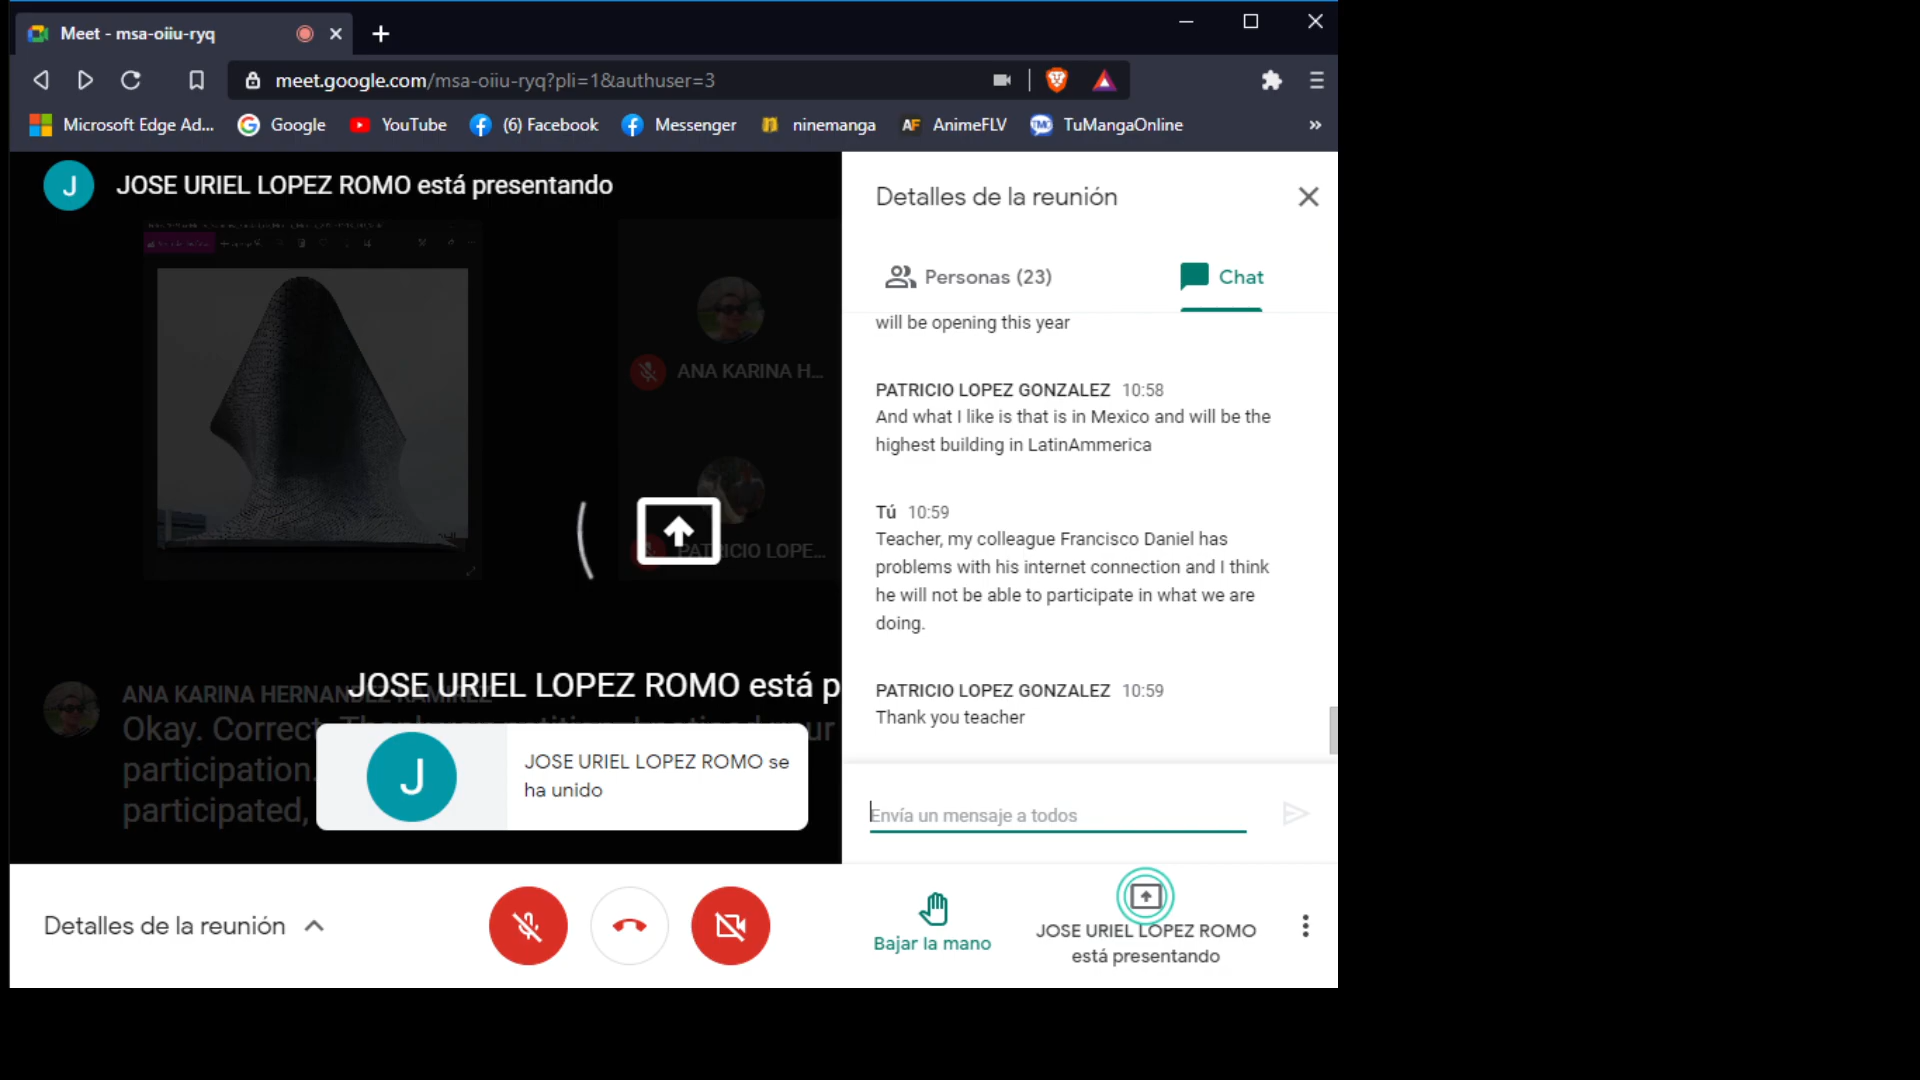 Meet - msa-oiiu-ryq
meet.google.com/msa-oiiu-ryq?pli=1&authuser=3
Microsoft Edge Ad...
Google
YouTube
(6) Facebook
Messenger
ninemanga
AnimeFLV
TuMangaOnline
J
JOSE URIEL LOPEZ ROMO está presentando
ANA KARINA H...
PATRICIO LOPE...
JOSE URIEL LOPEZ ROMO está p
ANA KARINA HERNANDEZ RAMIREZ
Okay. Correct.
participation.
participated,
J
JOSE URIEL LOPEZ ROMO se
ha unido
Detalles de la reunión
Personas (23)
Chat
will be opening this year
PATRICIO LOPEZ GONZALEZ 10:58
And what I like is that is in Mexico and will be the
highest building in LatinAmmerica
Tú 10:59
Teacher, my colleague Francisco Daniel has
problems with his internet connection and I think
he will not be able to participate in what we are
doing.
PATRICIO LOPEZ GONZALEZ 10:59
Thank you teacher
Envía un mensaje a todos
Detalles de la reunión
Bajar la mano
JOSE URIEL LOPEZ ROMO
está presentando